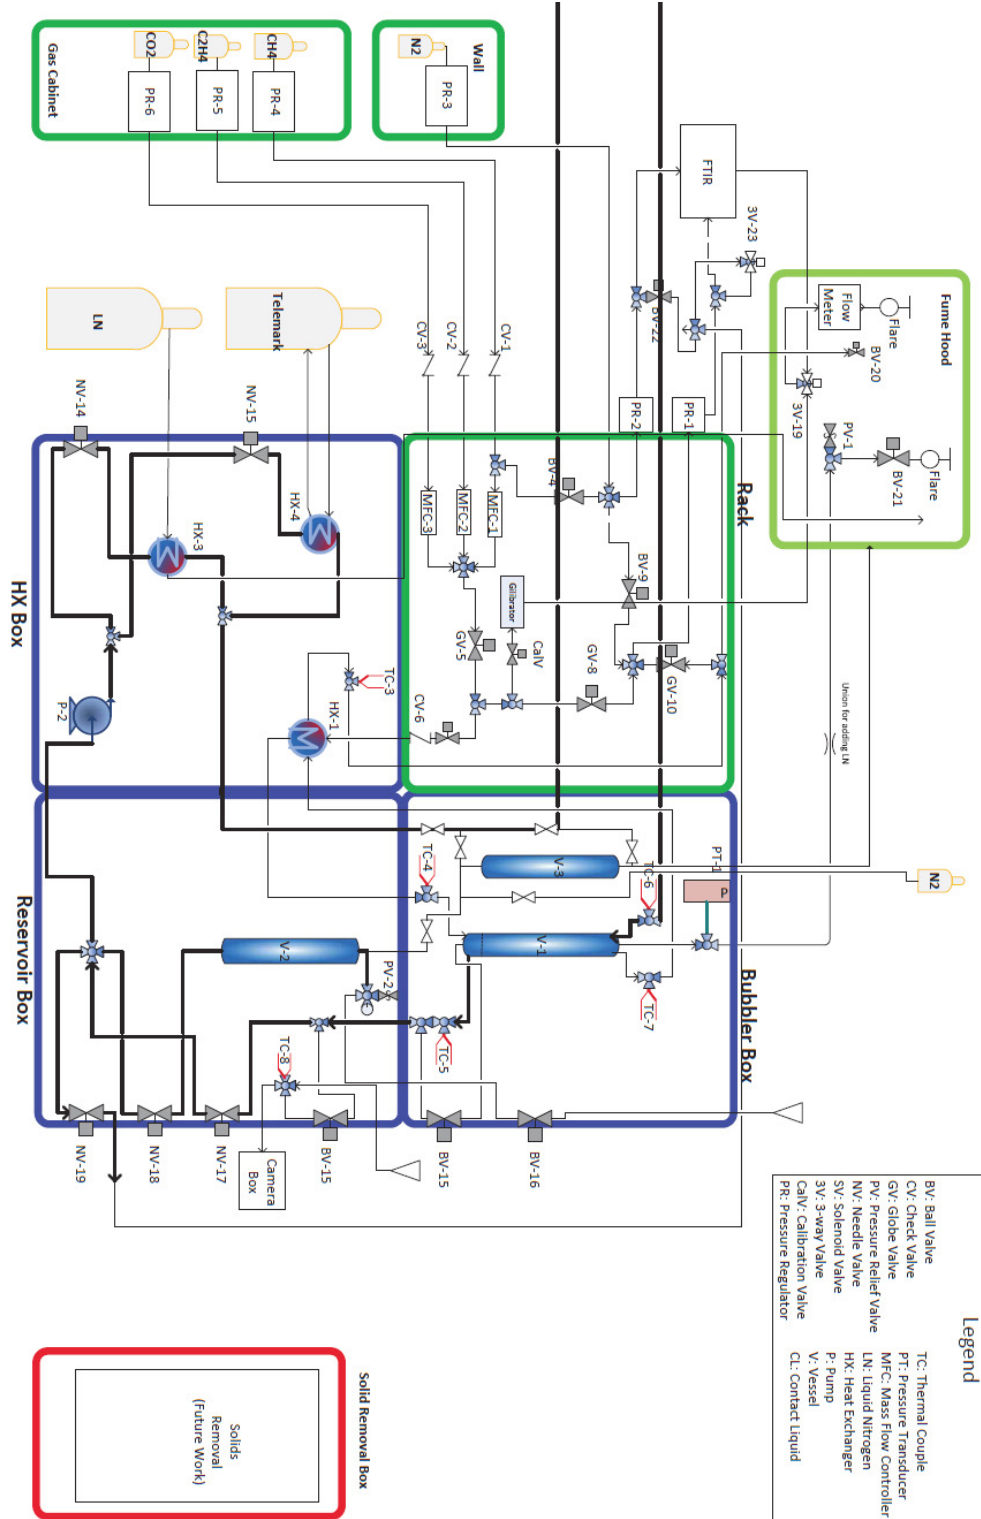 Gas Cabinet
CO2
PR-6
C2H4
PR-5
CH4
PR-4
Wall
N2
PR-3
FTIR
3V-23
BV-22
PR-2
PR-1
Fume Hood
Flow
Meter
Flare
BV-20
3V-19
PV-1
BV-21
Flare
CV-3
CV-2
CV-1
LN
Telemark
NV-14
NV-15
HX-4
HX-3
HX Box
P-2
TC-3
HX-1
Rack
BV-4
MFC-3
MFC-2
MFC-1
BV-9
Gilibrator
CalV
GV-5
GV-8
GV-10
CV-6
Union for adding LN
N2
Reservoir Box
V-2
PV-2
TC-8
TC-4
V-3
TC-6
PT-1
P
V-1
TC-7
TC-5
Bubbler Box
NV-19
NV-18
NV-17
BV-15
BV-15
BV-16
Camera
Box
Legend
BV: Ball Valve
CV: Check Valve
GV: Globe Valve
PV: Pressure Relief Valve
NV: Needle Valve
SV: Solenoid Valve
3V: 3-way Valve
CalV: Calibration Valve
PR: Pressure Regulator
TC: Thermal Couple
PT: Pressure Transducer
MFC: Mass Flow Controller
LN: Liquid Nitrogen
HX: Heat Exchanger
P: Pump
V: Vessel
CL: Contact Liquid
Solid Removal Box
Solids
Removal
(Future Work)